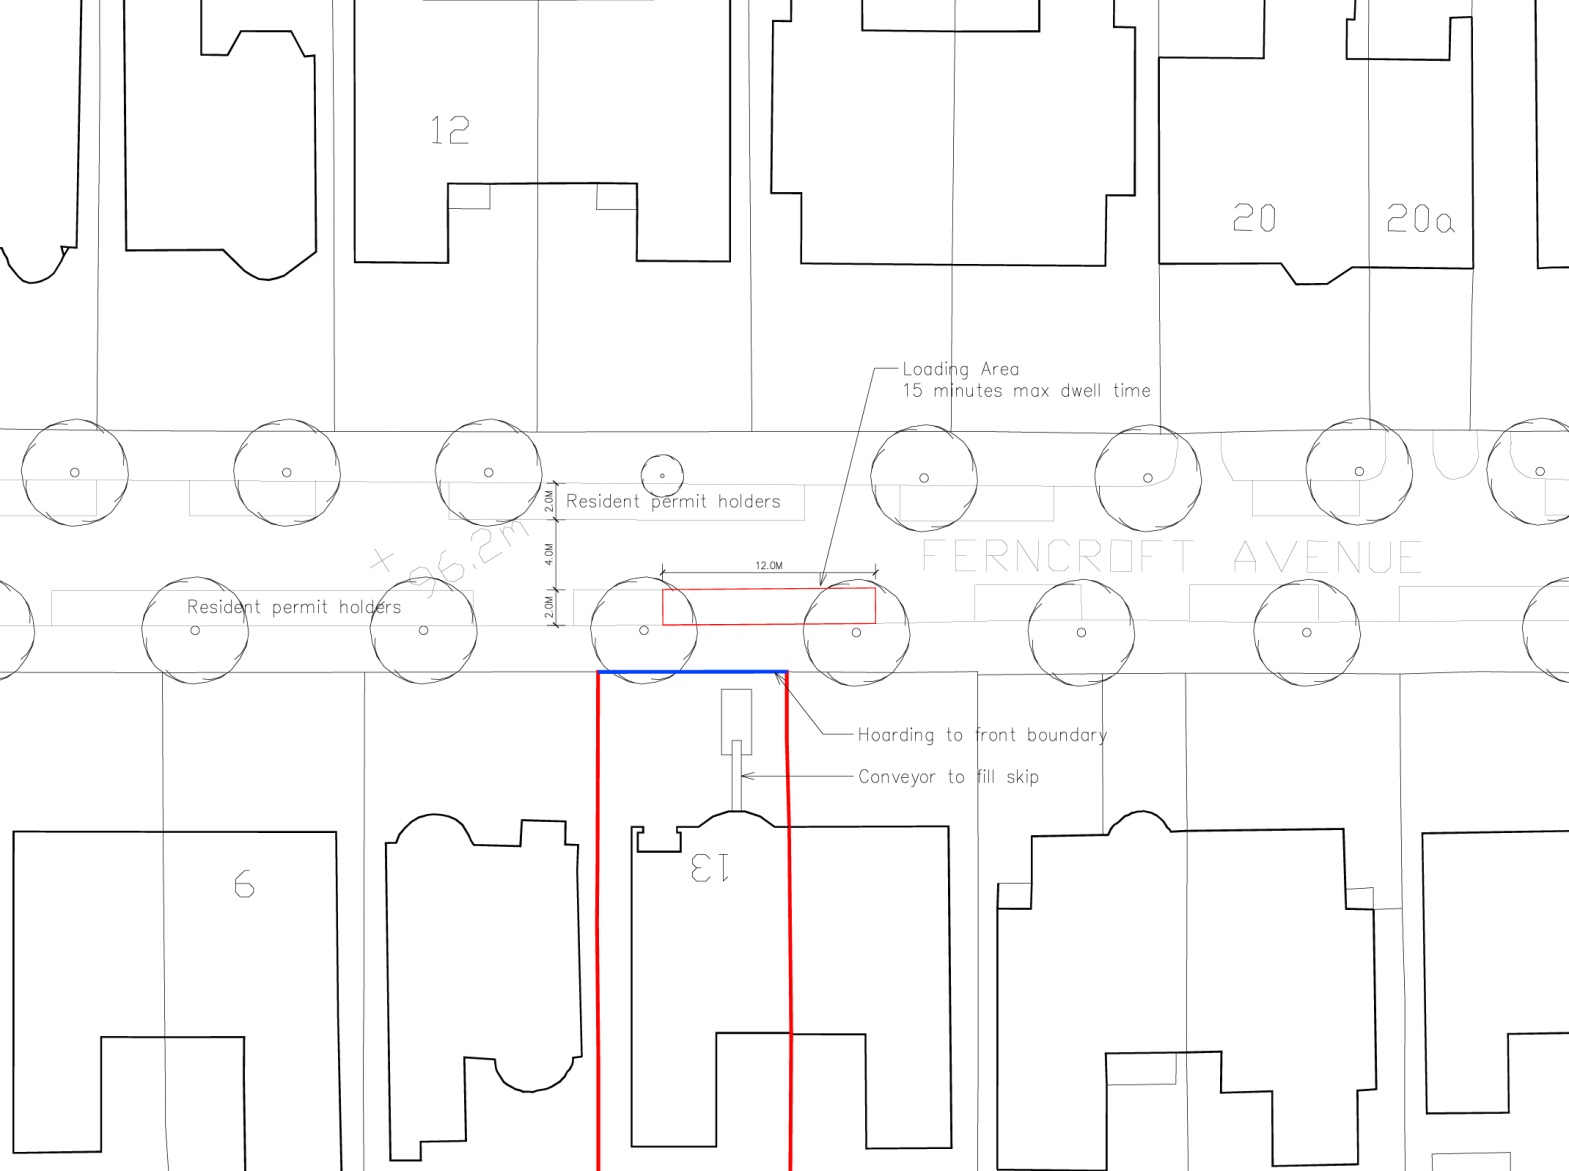 12
20
20a
Loading Area
15 minutes max dwell time
2.0M
Resident permit holders
96.2m
4.0M
FERNCROFT AVENUE
12.0M
2.0M
Resident permit holders
Hoarding to front boundary
Conveyor to fill skip
13
9